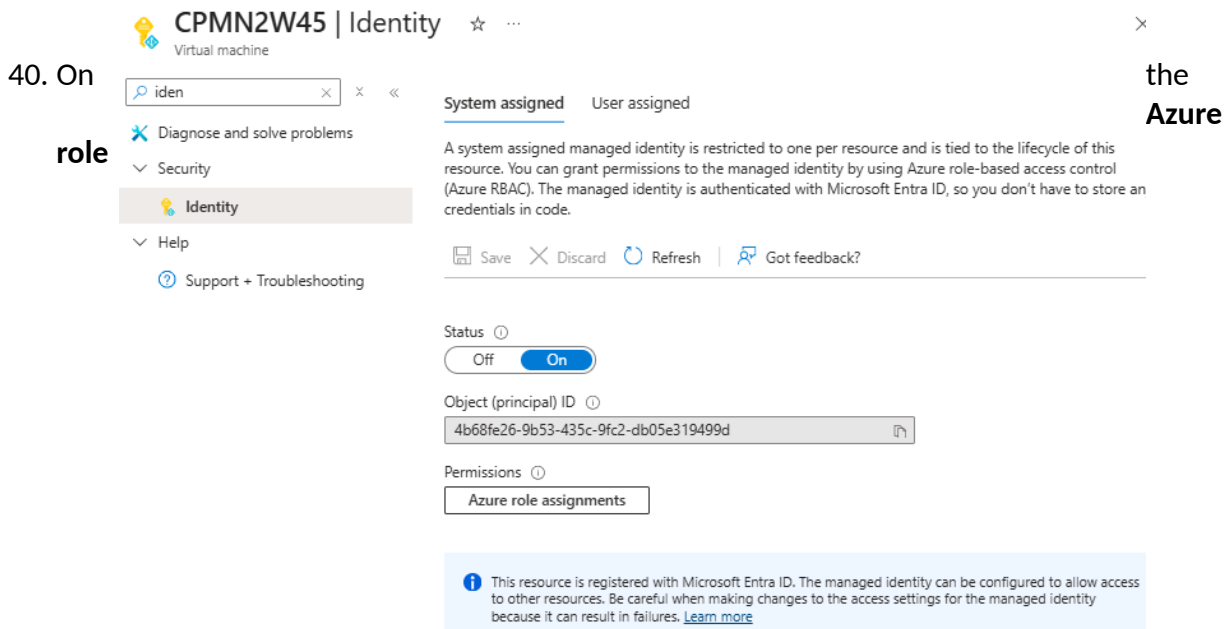 CPMN2W45 | Identity
Virtual machine
40. On
the
Azure
role
iden
Diagnose and solve problems
Security
Identity
Help
Support + Troubleshooting
System assigned User assigned
A system assigned managed identity is restricted to one per resource and is tied to the lifecycle of this
resource. You can grant permissions to the managed identity by using Azure role-based access control
(Azure RBAC). The managed identity is authenticated with Microsoft Entra ID, so you don't have to store an
credentials in code.
Save Discard Refresh Got feedback?
Status
Off On
Object (principal) ID
4b68fe26-9b53-435c-9fc2-db05e319499d
Permissions
Azure role assignments
This resource is registered with Microsoft Entra ID. The managed identity can be configured to allow access
to other resources. Be careful when making changes to the access settings for the managed identity
because it can result in failures. Learn more